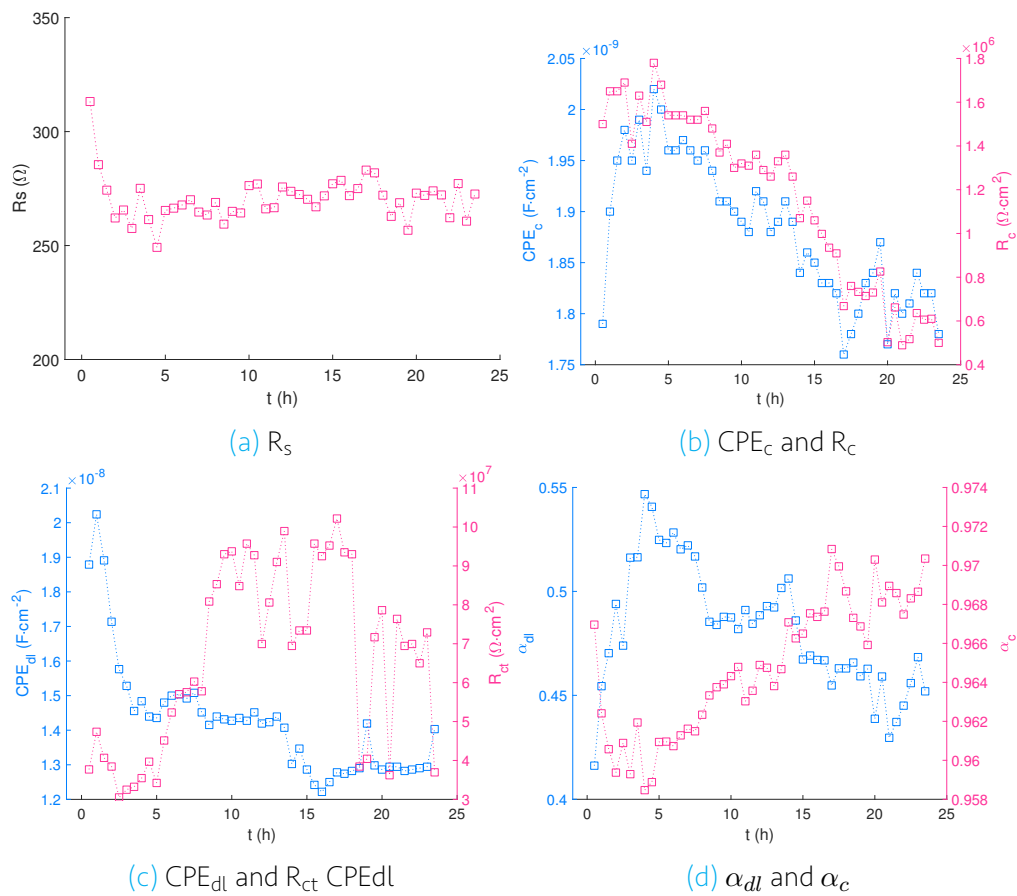 350
300
250
200
Rs (Ω)
0 5 10 15 20 25
t (h)
(a) Rs
×10⁻⁹
2.05
2
1.95
1.9
1.85
1.8
1.75
CPEc (F·cm⁻²)
×10⁶
1.8
1.6
1.4
1.2
1
0.8
0.6
0.4
Rc (Ω·cm²)
0 5 10 15 20 25
t (h)
(b) CPEc and Rc
×10⁻⁸
2.1
2
1.9
1.8
1.7
1.6
1.5
1.4
1.3
1.2
CPEdl (F·cm⁻²)
×10⁷
11
10
9
8
7
6
5
4
3
Rct (Ω·cm²)
0 5 10 15 20 25
t (h)
(c) CPEdl and Rct CPEdl
0.55
0.5
0.45
0.4
αdl
0.974
0.972
0.97
0.968
0.966
0.964
0.962
0.96
0.958
αc
0 5 10 15 20 25
t (h)
(d) αdl and αc